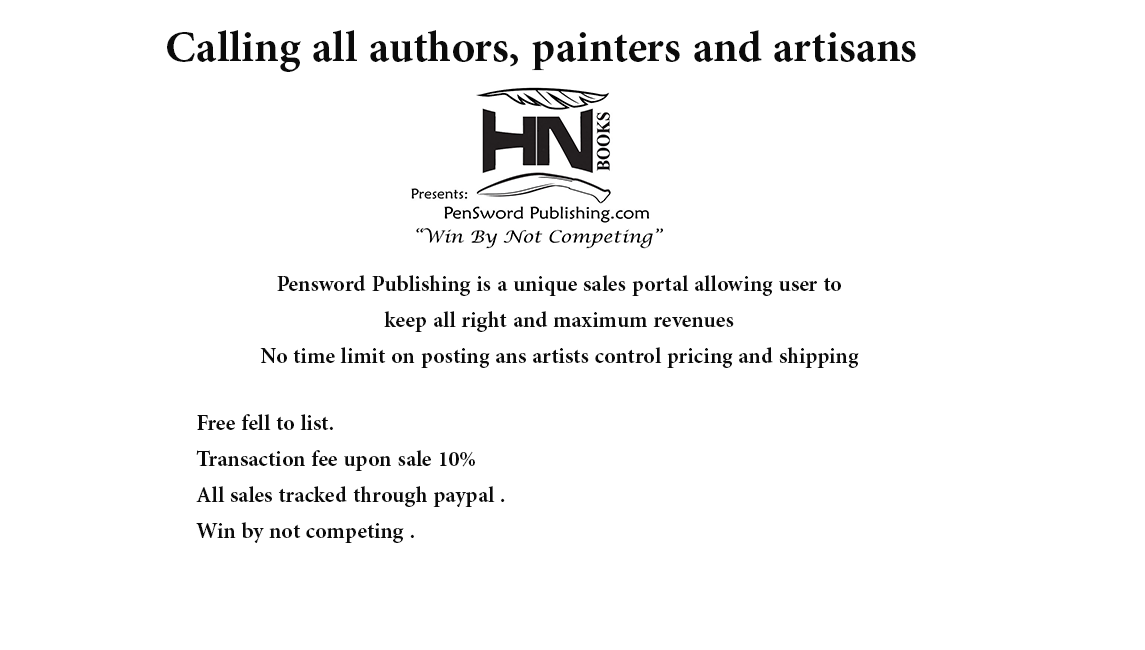 Calling all authors, painters and artisans
HN
BOOKS
Presents:
PenSword Publishing.com
“Win By Not Competing”
Pensword Publishing is a unique sales portal allowing user to
keep all right and maximum revenues
No time limit on posting ans artists control pricing and shipping
Free fell to list.
Transaction fee upon sale 10%
All sales tracked through paypal .
Win by not competing .